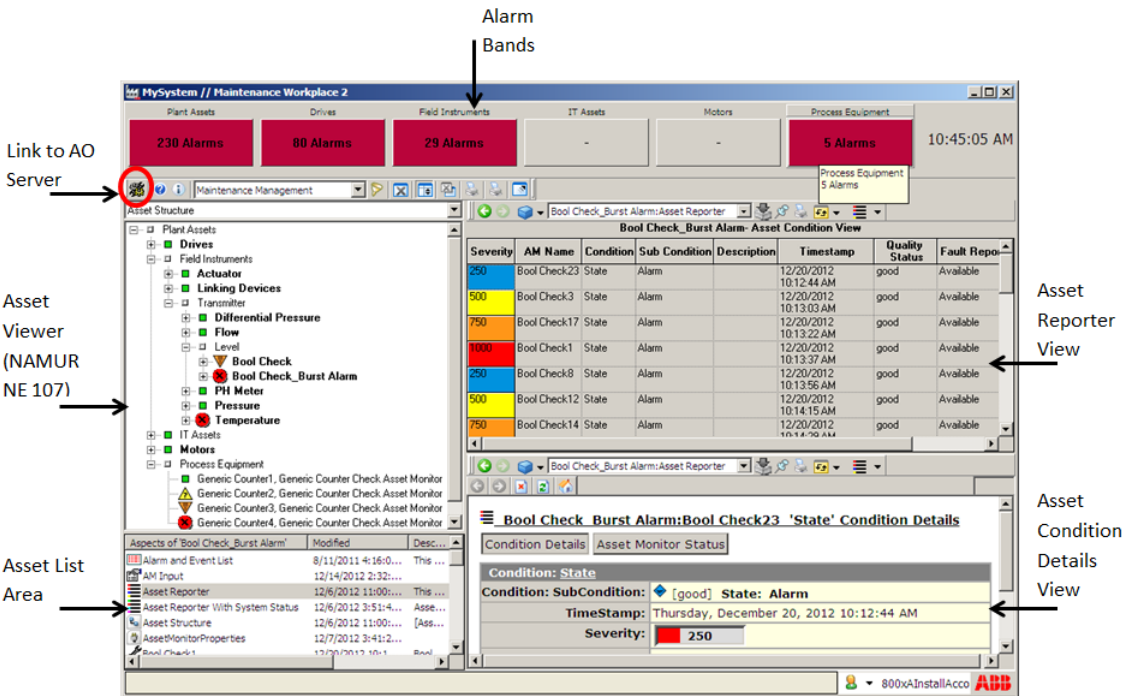 Alarm
Bands
MySystem // Maintenance Workplace 2
Plant Assets
Drives
Field Instruments
IT Assets
Motors
Process Equipment
230 Alarms
80 Alarms
29 Alarms
-
-
5 Alarms
10:45:05 AM
Process Equipment
5 Alarms
Link to AO
Server
Maintenance Management
Asset Structure
Plant Assets
Drives
Field Instruments
Actuator
Linking Devices
Transmitter
Differential Pressure
Flow
Level
Bool Check
Bool Check_Burst Alarm
PH Meter
Pressure
Temperature
IT Assets
Motors
Process Equipment
Generic Counter1, Generic Counter Check Asset Monitor
Generic Counter2, Generic Counter Check Asset Monitor
Generic Counter3, Generic Counter Check Asset Monitor
Generic Counter4, Generic Counter Check Asset Monitor
Asset
Viewer
(NAMUR
NE 107)
Bool Check_Burst Alarm:Asset Reporter
Bool Check_Burst Alarm- Asset Condition View
Severity AM Name Condition Sub Condition Description Timestamp Quality Status Fault Repo
250 Bool Check23 State Alarm 12/20/2012 10:12:44 AM good Available
500 Bool Check3 State Alarm 12/20/2012 10:13:03 AM good Available
750 Bool Check17 State Alarm 12/20/2012 10:13:22 AM good Available
1000 Bool Check1 State Alarm 12/20/2012 10:13:37 AM good Available
250 Bool Check8 State Alarm 12/20/2012 10:13:56 AM good Available
500 Bool Check12 State Alarm 12/20/2012 10:14:15 AM good Available
750 Bool Check14 State Alarm 12/20/2012 10:14:29 AM good Available
Asset
Reporter
View
Aspects of 'Bool Check_Burst Alarm' Modified Desc...
Alarm and Event List 8/11/2011 4:16:0... This ...
AM Input 12/14/2012 2:32:...
Asset Reporter 12/6/2012 11:00:... This ...
Asset Reporter With System Status 12/6/2012 3:51:4... Asse...
Asset Structure 12/6/2012 11:00:... [Ass...
AssetMonitorProperties 12/7/2012 3:41:2...
Bool Check1 12/20/2012 10:1... Bool
Asset List
Area
Bool Check_Burst Alarm:Asset Reporter
Bool Check_Burst Alarm:Bool Check23 'State' Condition Details
Condition Details Asset Monitor Status
Condition: State
Condition: SubCondition: [good] State: Alarm
TimeStamp: Thursday, December 20, 2012 10:12:44 AM
Severity: 250
Asset
Condition
Details
View
800xAInstallAcco ABB